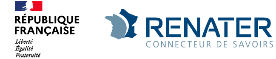 RÉPUBLIQUE
FRANÇAISE
Liberté
Égalité
Fraternité
RENATER
CONNECTEUR DE SAVOIRS